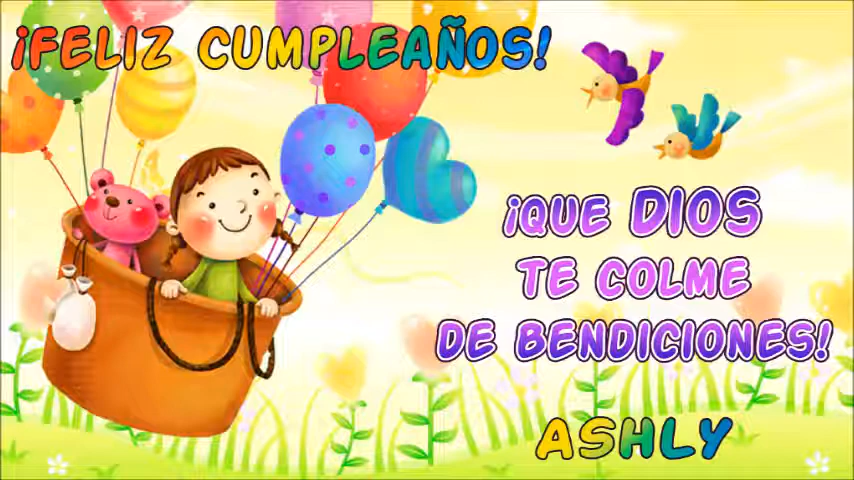 ¡FELIZ CUMPLEAÑOS!
¡QUE DIOS
TE COLME
DE BENDICIONES!
ASHLY